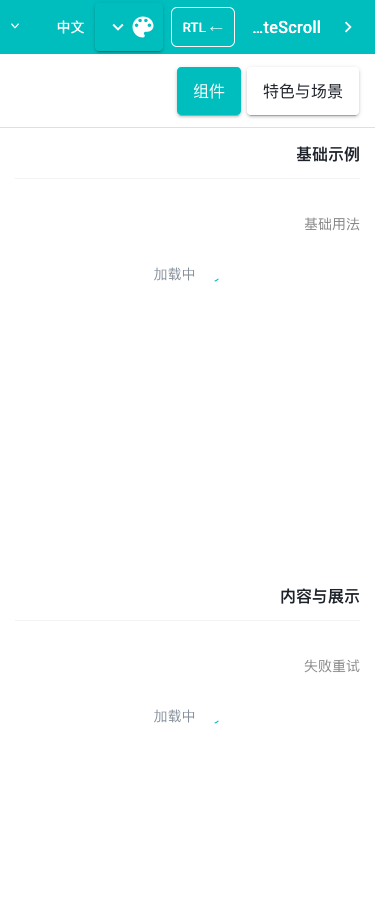 …teScroll
RTL ←
中文
特色与场景
组件
基础示例
基础用法
加载中
内容与展示
失败重试
加载中